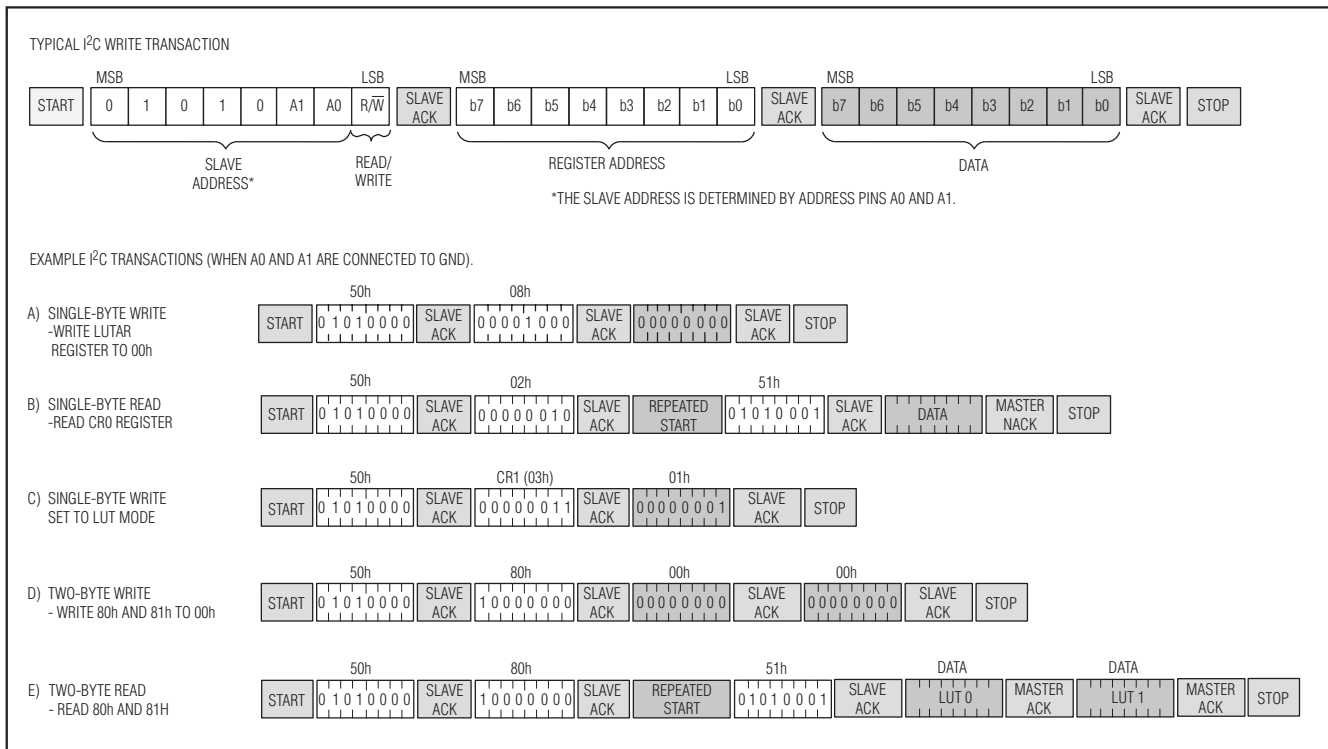 TYPICAL I2C WRITE TRANSACTION
MSB LSB MSB LSB MSB LSB
START 0 1 0 1 0 A1 A0 R/W̅ SLAVE ACK b7 b6 b5 b4 b3 b2 b1 b0 SLAVE ACK b7 b6 b5 b4 b3 b2 b1 b0 SLAVE ACK STOP
SLAVE ADDRESS* READ/WRITE REGISTER ADDRESS DATA
*THE SLAVE ADDRESS IS DETERMINED BY ADDRESS PINS A0 AND A1.
EXAMPLE I2C TRANSACTIONS (WHEN A0 AND A1 ARE CONNECTED TO GND).
50h 08h
A) SINGLE-BYTE WRITE
-WRITE LUTAR
REGISTER TO 00h
START 0 1 0 1 0 0 0 0 SLAVE ACK 0 0 0 0 1 0 0 0 SLAVE ACK 0 0 0 0 0 0 0 0 SLAVE ACK STOP
50h 02h 51h
B) SINGLE-BYTE READ
-READ CR0 REGISTER
START 0 1 0 1 0 0 0 0 SLAVE ACK 0 0 0 0 0 0 1 0 SLAVE ACK REPEATED START 0 1 0 1 0 0 0 1 SLAVE ACK DATA MASTER NACK STOP
50h CR1 (03h) 01h
C) SINGLE-BYTE WRITE
SET TO LUT MODE
START 0 1 0 1 0 0 0 0 SLAVE ACK 0 0 0 0 0 0 1 1 SLAVE ACK 0 0 0 0 0 0 0 1 SLAVE ACK STOP
50h 80h 00h 00h
D) TWO-BYTE WRITE
- WRITE 80h AND 81h TO 00h
START 0 1 0 1 0 0 0 0 SLAVE ACK 1 0 0 0 0 0 0 0 SLAVE ACK 0 0 0 0 0 0 0 0 SLAVE ACK 0 0 0 0 0 0 0 0 SLAVE ACK STOP
50h 80h 51h DATA DATA
E) TWO-BYTE READ
- READ 80h AND 81H
START 0 1 0 1 0 0 0 0 SLAVE ACK 1 0 0 0 0 0 0 0 SLAVE ACK REPEATED START 0 1 0 1 0 0 0 1 SLAVE ACK LUT 0 MASTER ACK LUT 1 MASTER ACK STOP